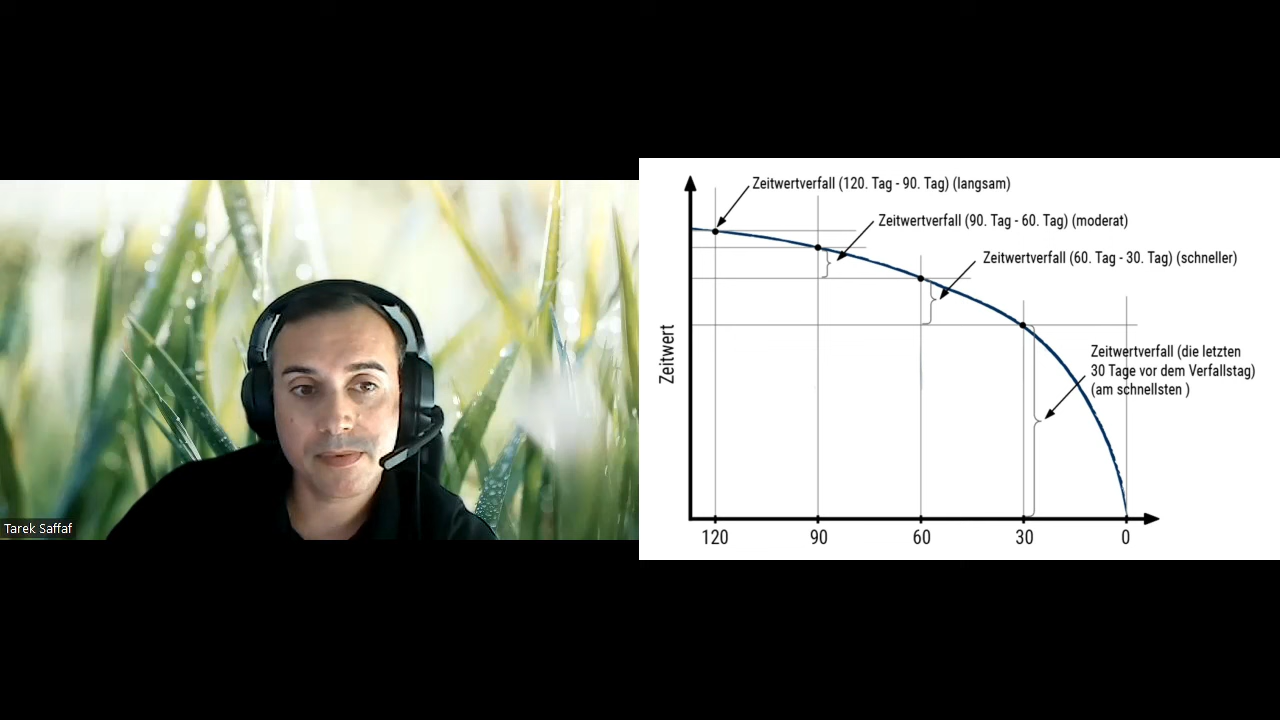 Tarek Saffaf
Zeitwertverfall (120. Tag - 90. Tag) (langsam)
Zeitwertverfall (90. Tag - 60. Tag) (moderat)
Zeitwertverfall (60. Tag - 30. Tag) (schneller)
Zeitwertverfall (die letzten
30 Tage vor dem Verfallstag)
(am schnellsten )
Zeitwert
120
90
60
30
0